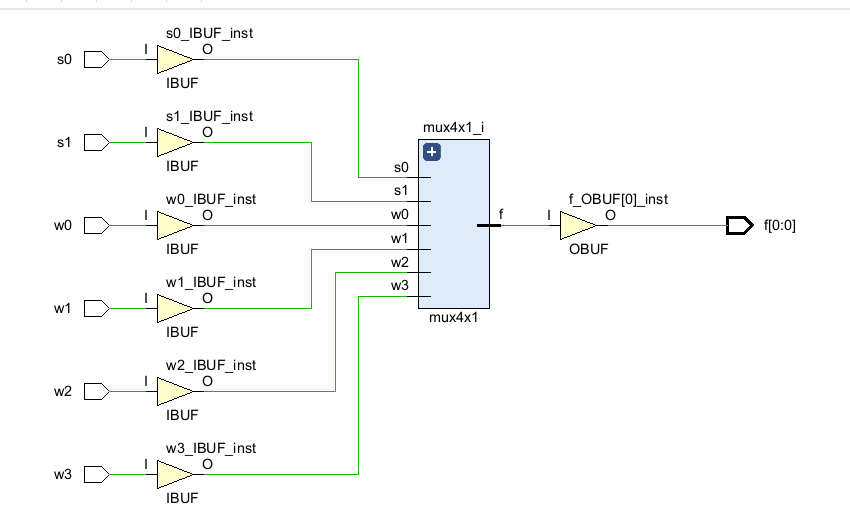 s0_IBUF_inst
s0 I O
IBUF
s1_IBUF_inst
s1 I O
IBUF
mux4x1_i
s0
s1
w0
w1
w2
w3
f
mux4x1
w0_IBUF_inst
w0 I O
IBUF
f_OBUF[0]_inst
I O
OBUF
f[0:0]
w1_IBUF_inst
w1 I O
IBUF
w2_IBUF_inst
w2 I O
IBUF
w3_IBUF_inst
w3 I O
IBUF